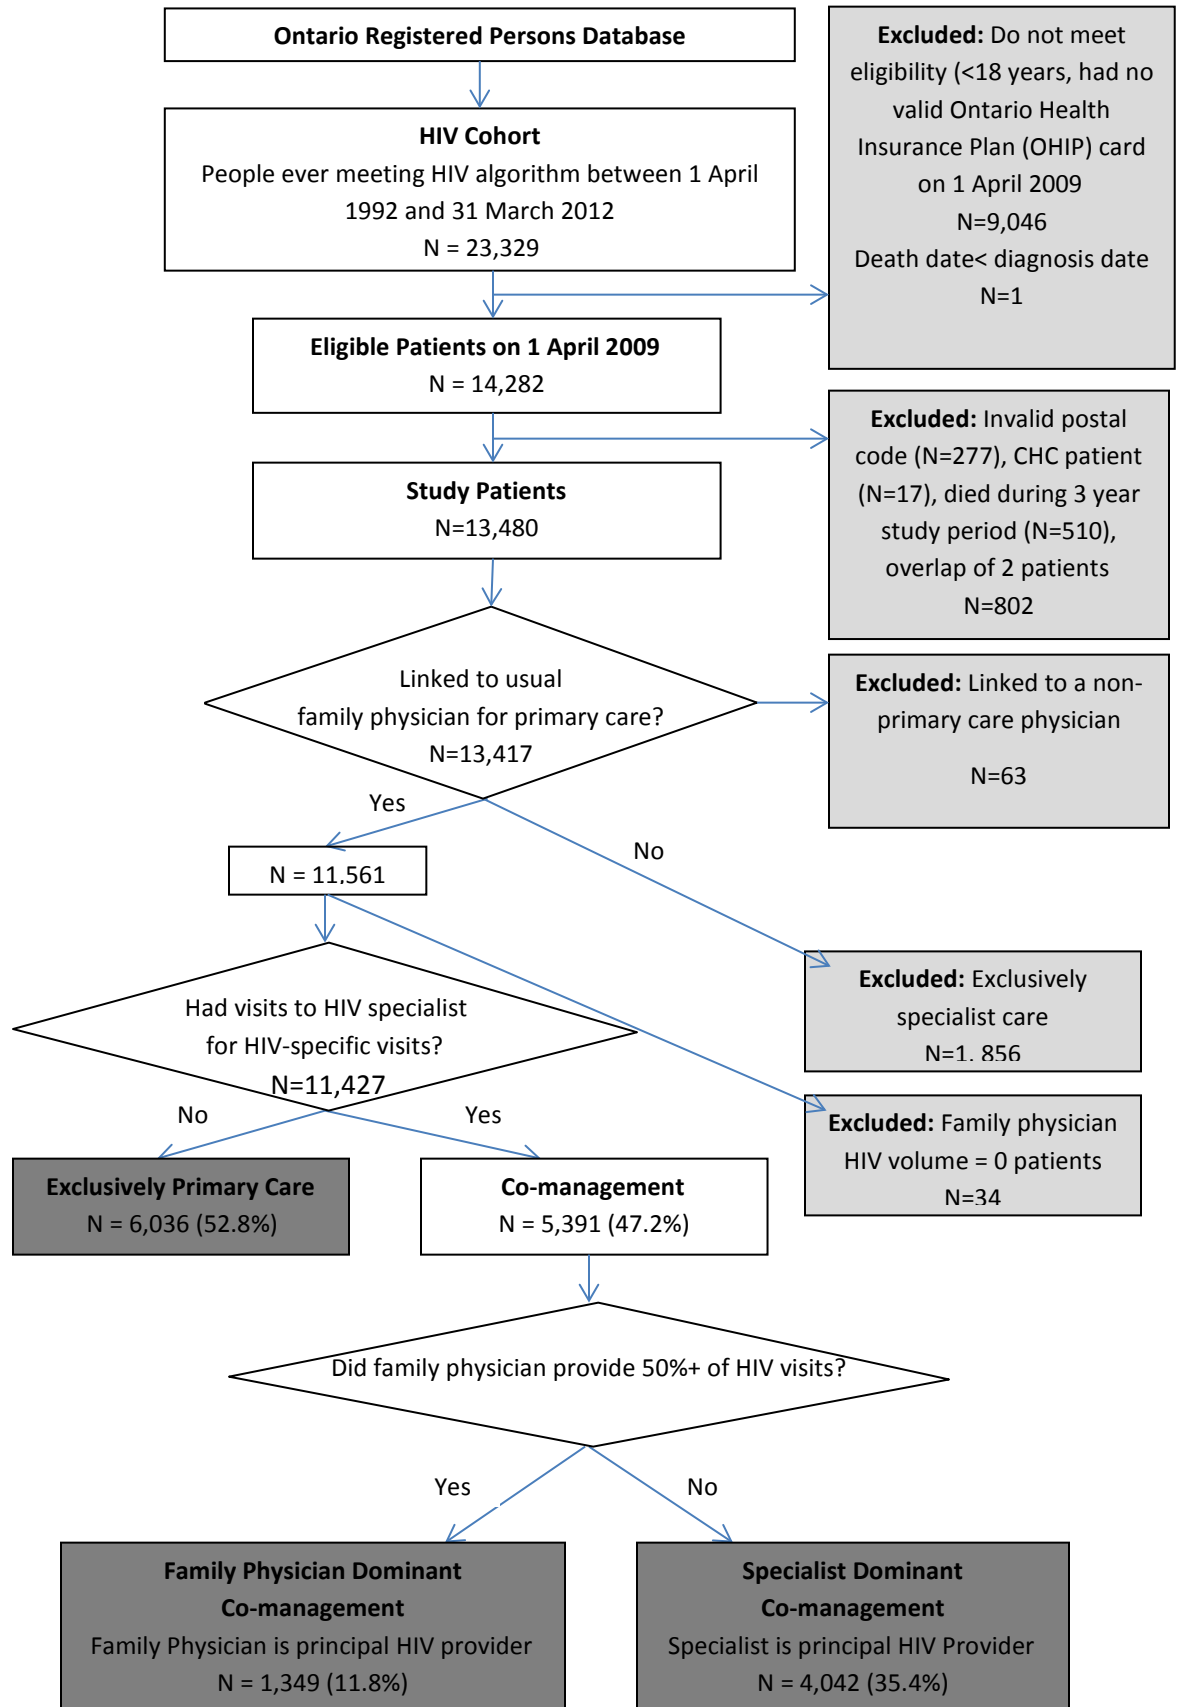 Ontario Registered Persons Database
Excluded: Do not meet
eligibility (<18 years, had no
valid Ontario Health
Insurance Plan (OHIP) card
on 1 April 2009
N=9,046
Death date< diagnosis date
N=1
HIV Cohort
People ever meeting HIV algorithm between 1 April
1992 and 31 March 2012
N = 23,329
Eligible Patients on 1 April 2009
N = 14,282
Excluded: Invalid postal
code (N=277), CHC patient
(N=17), died during 3 year
study period (N=510),
overlap of 2 patients
N=802
Study Patients
N=13,480
Linked to usual
family physician for primary care?
N=13,417
Excluded: Linked to a non-
primary care physician
N=63
Yes
No
N = 11,561
Had visits to HIV specialist
for HIV-specific visits?
N=11,427
Excluded: Exclusively
specialist care
N=1, 856
No
Yes
Excluded: Family physician
HIV volume = 0 patients
N=34
Exclusively Primary Care
N = 6,036 (52.8%)
Co-management
N = 5,391 (47.2%)
Did family physician provide 50%+ of HIV visits?
Yes
No
Family Physician Dominant
Co-management
Family Physician is principal HIV provider
N = 1,349 (11.8%)
Specialist Dominant
Co-management
Specialist is principal HIV Provider
N = 4,042 (35.4%)